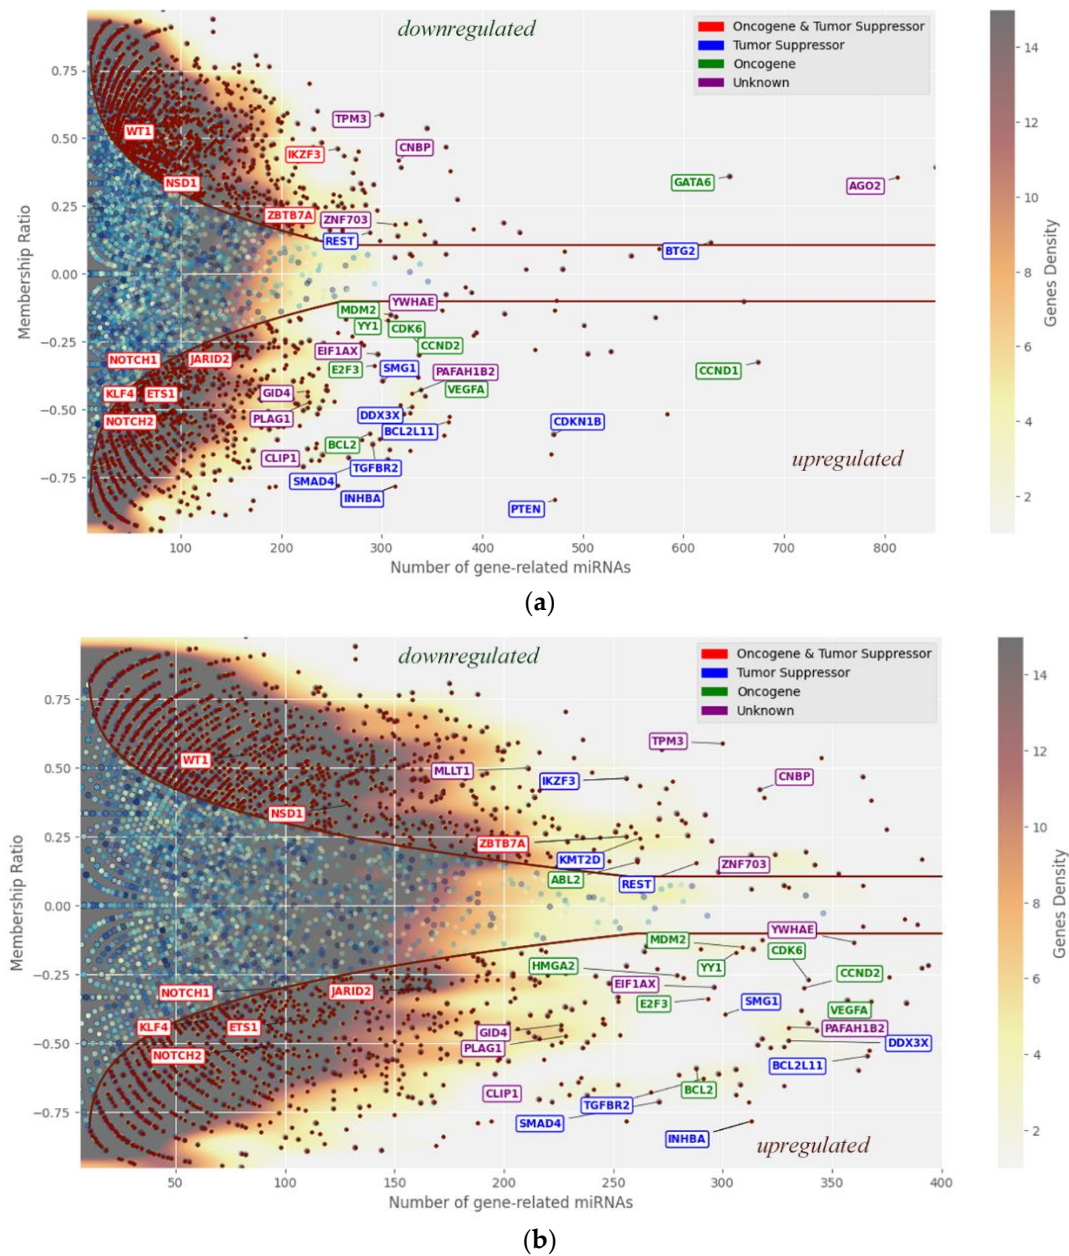 downregulated
Oncogene & Tumor Suppressor
Tumor Suppressor
Oncogene
Unknown
0.75
0.50
0.25
0.00
−0.25
−0.50
−0.75
Membership Ratio
TPM3
WT1
CNBP
IKZF3
NSD1
GATA6
AGO2
ZBTB7A
ZNF703
REST
BTG2
YWHAE
MDM2
YY1
CDK6
CCND2
EIF1AX
NOTCH1
JARID2
E2F3
SMG1
PAFAH1B2
CCND1
VEGFA
KLF4
ETS1
GID4
NOTCH2
PLAG1
DDX3X
BCL2L11
CDKN1B
BCL2
CLIP1
TGFBR2
SMAD4
INHBA
PTEN
upregulated
100
200
300
400
500
600
700
800
Number of gene-related miRNAs
14
12
10
8
6
4
2
Genes Density
(a)
downregulated
Oncogene & Tumor Suppressor
Tumor Suppressor
Oncogene
Unknown
0.75
0.50
0.25
0.00
−0.25
−0.50
−0.75
Membership Ratio
TPM3
WT1
MLLT1
IKZF3
CNBP
NSD1
ZBTB7A
KMT2D
ABL2
REST
ZNF703
YWHAE
MDM2
CDK6
HMGA2
YY1
CCND2
EIF1AX
NOTCH1
JARID2
E2F3
SMG1
VEGFA
KLF4
ETS1
GID4
PAFAH1B2
PLAG1
DDX3X
NOTCH2
BCL2L11
CLIP1
BCL2
TGFBR2
SMAD4
INHBA
upregulated
50
100
150
200
250
300
350
400
Number of gene-related miRNAs
14
12
10
8
6
4
2
Genes Density
(b)